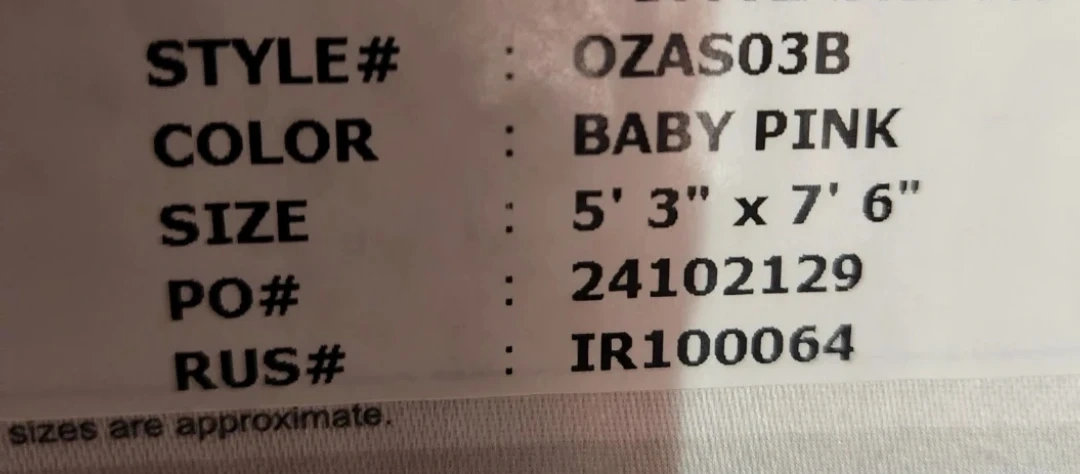 STYLE# : OZAS03B
COLOR : BABY PINK
SIZE : 5' 3" x 7' 6"
PO# : 24102129
RUS# : IR100064
sizes are approximate.